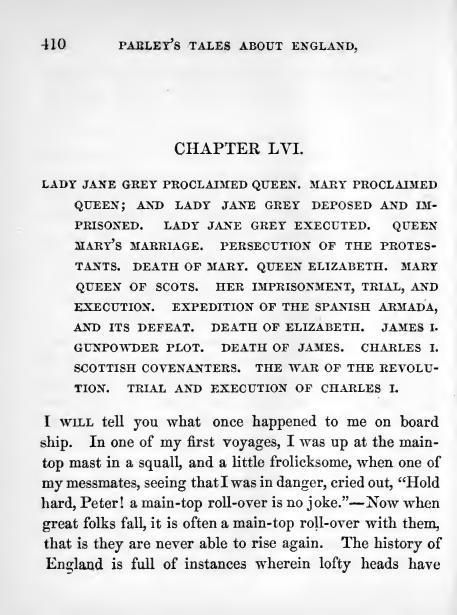 410 PARLEY'S TALES ABOUT ENGLAND,
CHAPTER LVI.
LADY JANE GREY PROCLAIMED QUEEN. MARY PROCLAIMED
QUEEN; AND LADY JANE GREY DEPOSED AND IM-
PRISONED. LADY JANE GREY EXECUTED. QUEEN
MARY'S MARRIAGE. PERSECUTION OF THE PROTES-
TANTS. DEATH OF MARY. QUEEN ELIZABETH. MARY
QUEEN OF SCOTS. HER IMPRISONMENT, TRIAL, AND
EXECUTION. EXPEDITION OF THE SPANISH ARMADA,
AND ITS DEFEAT. DEATH OF ELIZABETH. JAMES I.
GUNPOWDER PLOT. DEATH OF JAMES. CHARLES I.
SCOTTISH COVENANTERS. THE WAR OF THE REVOLU-
TION. TRIAL AND EXECUTION OF CHARLES I.
I WILL tell you what once happened to me on board
ship. In one of my first voyages, I was up at the main-
top mast in a squall, and a little frolicksome, when one of
my messmates, seeing that I was in danger, cried out, "Hold
hard, Peter! a main-top roll-over is no joke."—Now when
great folks fall, it is often a main-top roll-over with them,
that is they are never able to rise again. The history of
England is full of instances wherein lofty heads have